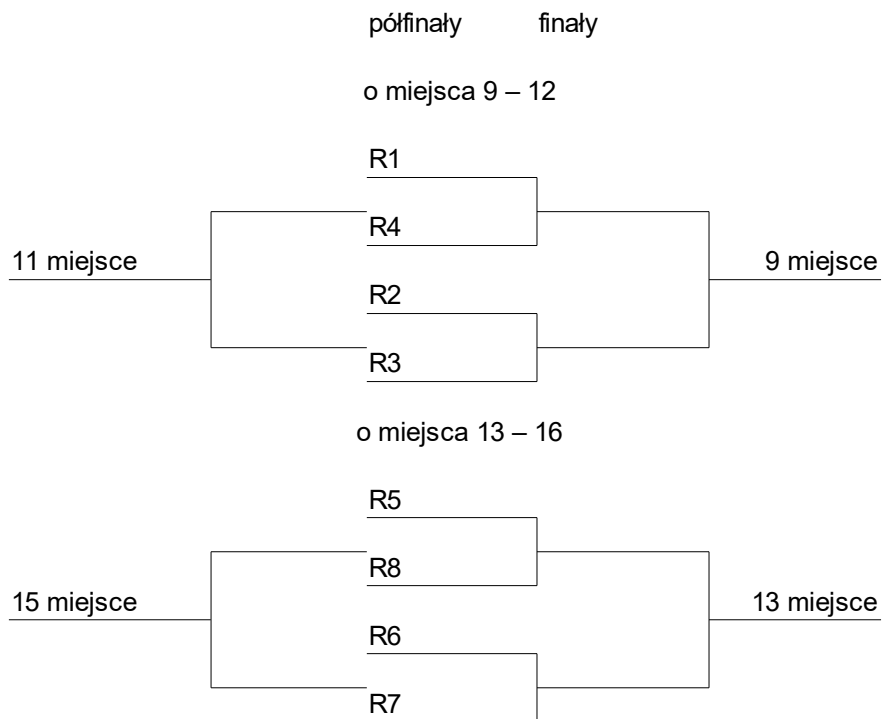 półfinały finały
o miejsca 9 – 12
R1
R4
11 miejsce 9 miejsce
R2
R3
o miejsca 13 – 16
R5
R8
15 miejsce 13 miejsce
R6
R7